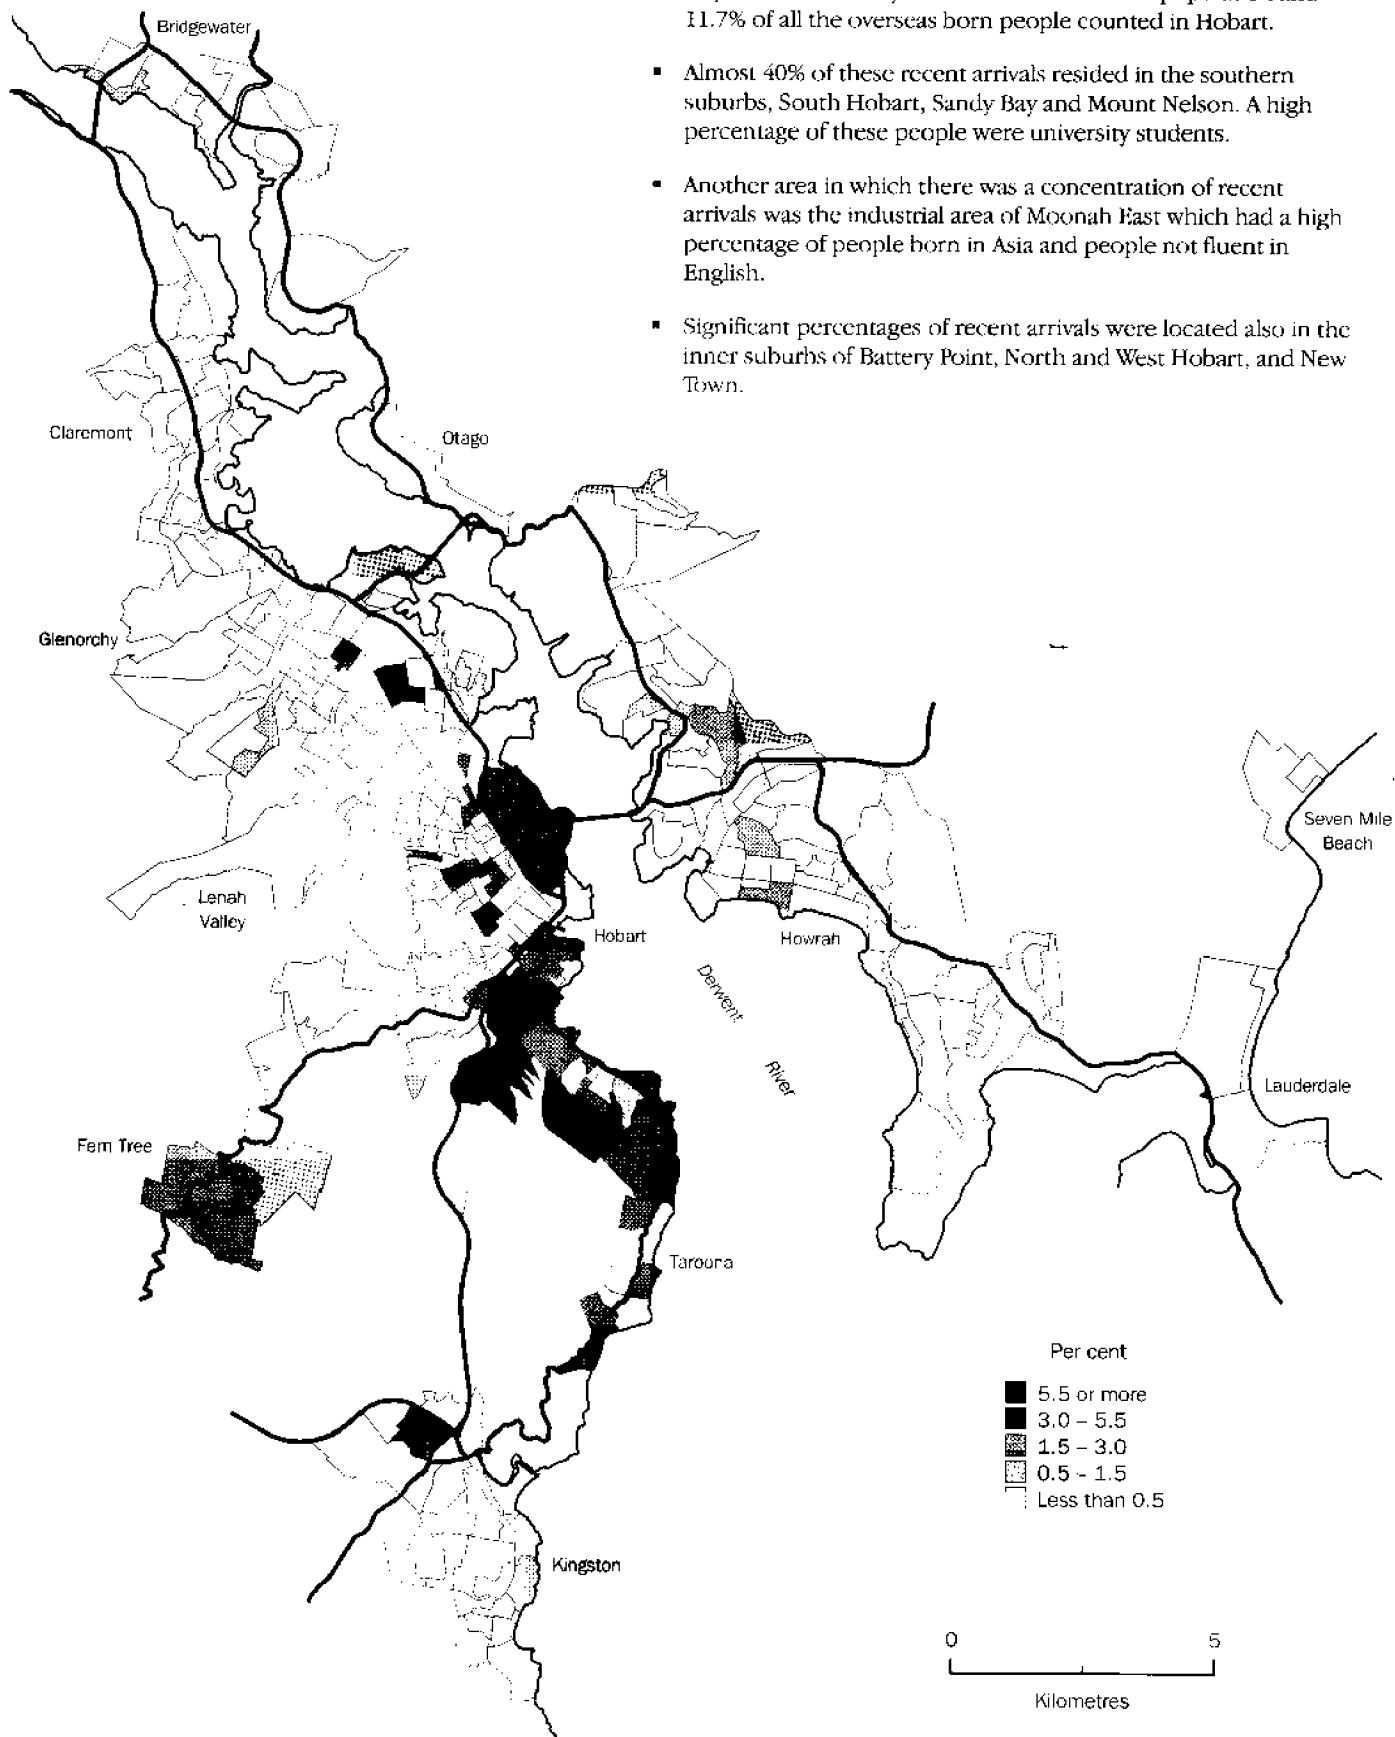 11.7% of all the overseas born people counted in Hobart.
▪ Almost 40% of these recent arrivals resided in the southern
suburbs, South Hobart, Sandy Bay and Mount Nelson. A high
percentage of these people were university students.
▪ Another area in which there was a concentration of recent
arrivals was the industrial area of Moonah East which had a high
percentage of people born in Asia and people not fluent in
English.
▪ Significant percentages of recent arrivals were located also in the
inner suburbs of Battery Point, North and West Hobart, and New
Town.
Bridgewater
Claremont
Otago
Glenorchy
Seven Mile
Beach
Lenah
Valley
Hobart
Howrah
Derwent
River
Lauderdale
Fern Tree
Taroona
Per cent
5.5 or more
3.0 – 5.5
1.5 – 3.0
0.5 – 1.5
Less than 0.5
Kingston
0 5
Kilometres